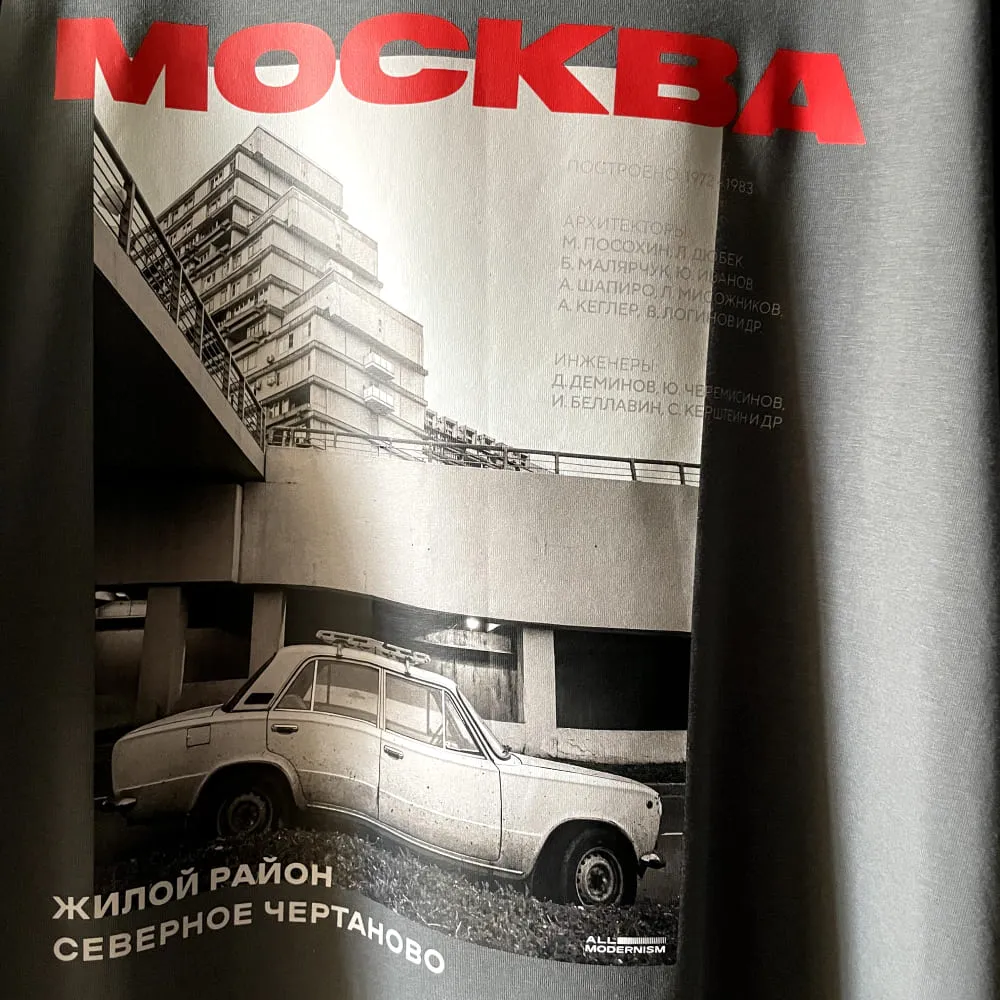 МОСКВА
ПОСТРОЕНО: 1972-1983
АРХИТЕКТОРЫ:
М. ПОСОХИН, Л. ДЮБЕК
Б. МАЛЯРЧУК, Ю. ИВАНОВ
А. ШАПИРО, Л. МИСОЖНИКОВ,
А. КЕГЛЕР, В. ЛОГИНОВ И ДР.
ИНЖЕНЕРЫ:
Д. ДЕМИНОВ, Ю. ЧЕРЕМИСИНОВ,
И. БЕЛЛАВИН, С. КЕРШТЕИН И ДР
ЖИЛОЙ РАЙОН
СЕВЕРНОЕ ЧЕРТАНОВО
ALL
MODERNISM